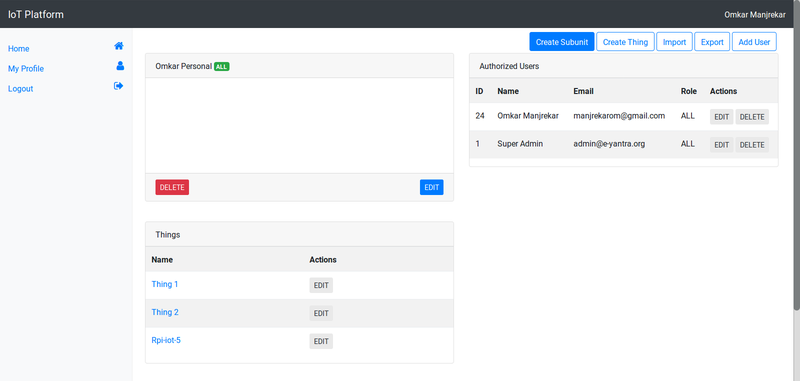 IoT Platform
Omkar Manjrekar
Home
My Profile
Logout
Create Subunit
Create Thing
Import
Export
Add User
Omkar Personal ALL
DELETE
EDIT
Authorized Users
ID Name Email Role Actions
24 Omkar Manjrekar manjrekarom@gmail.com ALL EDIT DELETE
1 Super Admin admin@e-yantra.org ALL EDIT DELETE
Things
Name Actions
Thing 1 EDIT
Thing 2 EDIT
Rpi-iot-5 EDIT